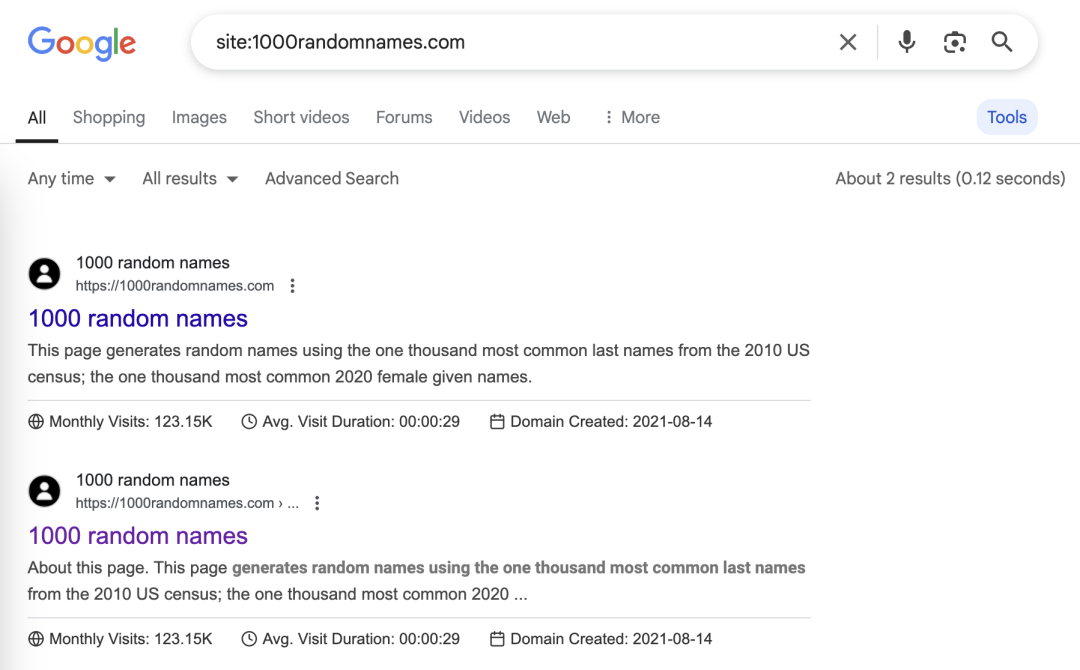 Google
site:1000randomnames.com
All Shopping Images Short videos Forums Videos Web More
Tools
Any time All results Advanced Search About 2 results (0.12 seconds)
1000 random names
https://1000randomnames.com
1000 random names
This page generates random names using the one thousand most common last names from the 2010 US
census; the one thousand most common 2020 female given names.
Monthly Visits: 123.15K Avg. Visit Duration: 00:00:29 Domain Created: 2021-08-14
1000 random names
https://1000randomnames.com › ...
1000 random names
About this page. This page generates random names using the one thousand most common last names
from the 2010 US census; the one thousand most common 2020 ...
Monthly Visits: 123.15K Avg. Visit Duration: 00:00:29 Domain Created: 2021-08-14